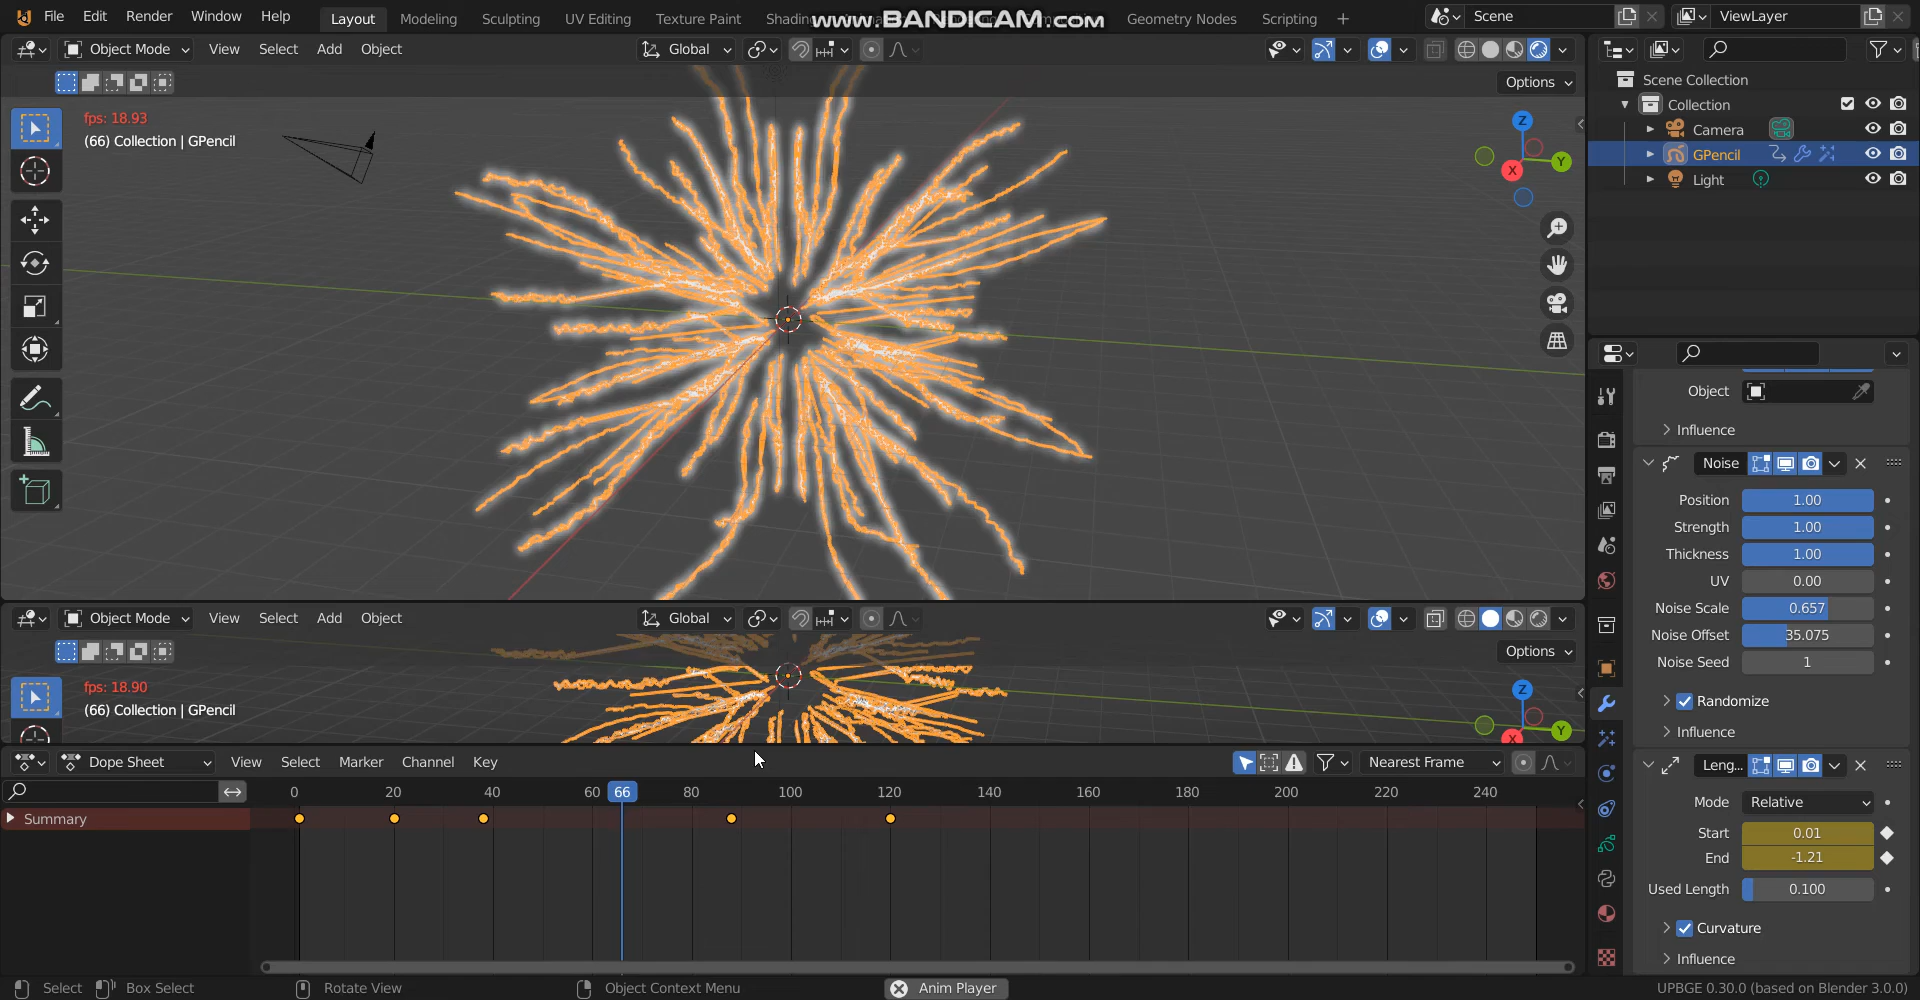 File Edit Render Window Help Layout Modeling Sculpting UV Editing Texture Paint Geometry Nodes Scripting + Scene ViewLayer
www.BANDICAM.com
Object Mode View Select Add Object Global
Options
fps: 18.93
(66) Collection | GPencil
Z
Y
X
Scene Collection
Collection
Camera
GPencil
Light
Object
Influence
Noise
Position 1.00
Strength 1.00
Thickness 1.00
UV 0.00
Noise Scale 0.657
Noise Offset 35.075
Noise Seed 1
Randomize
Influence
Leng...
Mode Relative
Start 0.01
End -1.21
Used Length 0.100
Curvature
Influence
Object Mode View Select Add Object Global
Options
fps: 18.90
(66) Collection | GPencil
Z
Y
X
Dope Sheet View Select Marker Channel Key Nearest Frame
0 20 40 60 66 80 100 120 140 160 180 200 220 240
Summary
Select Box Select Rotate View Object Context Menu Anim Player UPBGE 0.30.0 (based on Blender 3.0.0)